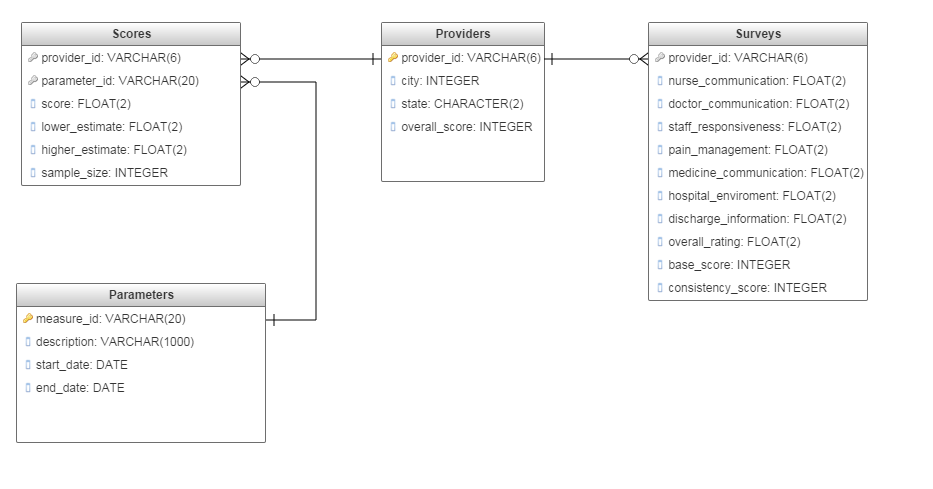 Scores
provider_id: VARCHAR(6)
parameter_id: VARCHAR(20)
score: FLOAT(2)
lower_estimate: FLOAT(2)
higher_estimate: FLOAT(2)
sample_size: INTEGER
Providers
provider_id: VARCHAR(6)
city: INTEGER
state: CHARACTER(2)
overall_score: INTEGER
Surveys
provider_id: VARCHAR(6)
nurse_communication: FLOAT(2)
doctor_communication: FLOAT(2)
staff_responsiveness: FLOAT(2)
pain_management: FLOAT(2)
medicine_communication: FLOAT(2)
hospital_enviroment: FLOAT(2)
discharge_information: FLOAT(2)
overall_rating: FLOAT(2)
base_score: INTEGER
consistency_score: INTEGER
Parameters
measure_id: VARCHAR(20)
description: VARCHAR(1000)
start_date: DATE
end_date: DATE